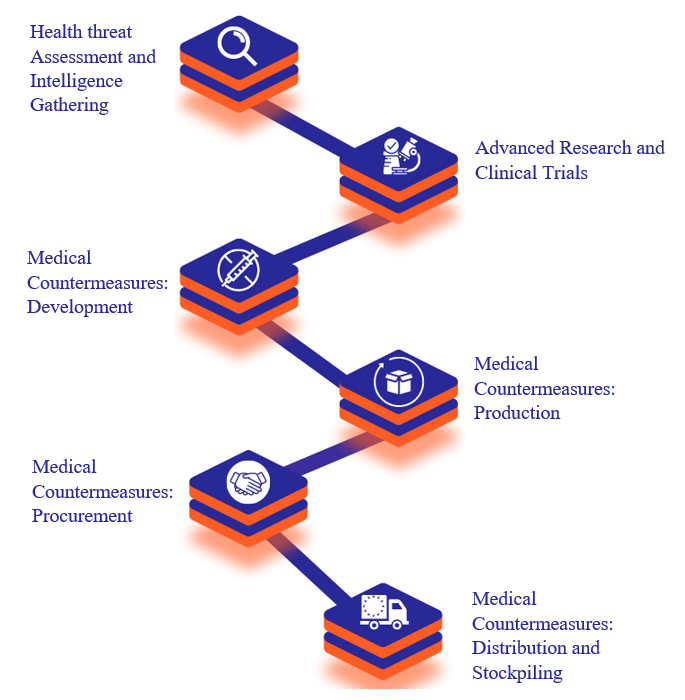 Health threat
Assessment and
Intelligence
Gathering
Advanced Research and
Clinical Trials
Medical
Countermeasures:
Development
Medical
Countermeasures:
Production
Medical
Countermeasures:
Procurement
Medical
Countermeasures:
Distribution and
Stockpiling